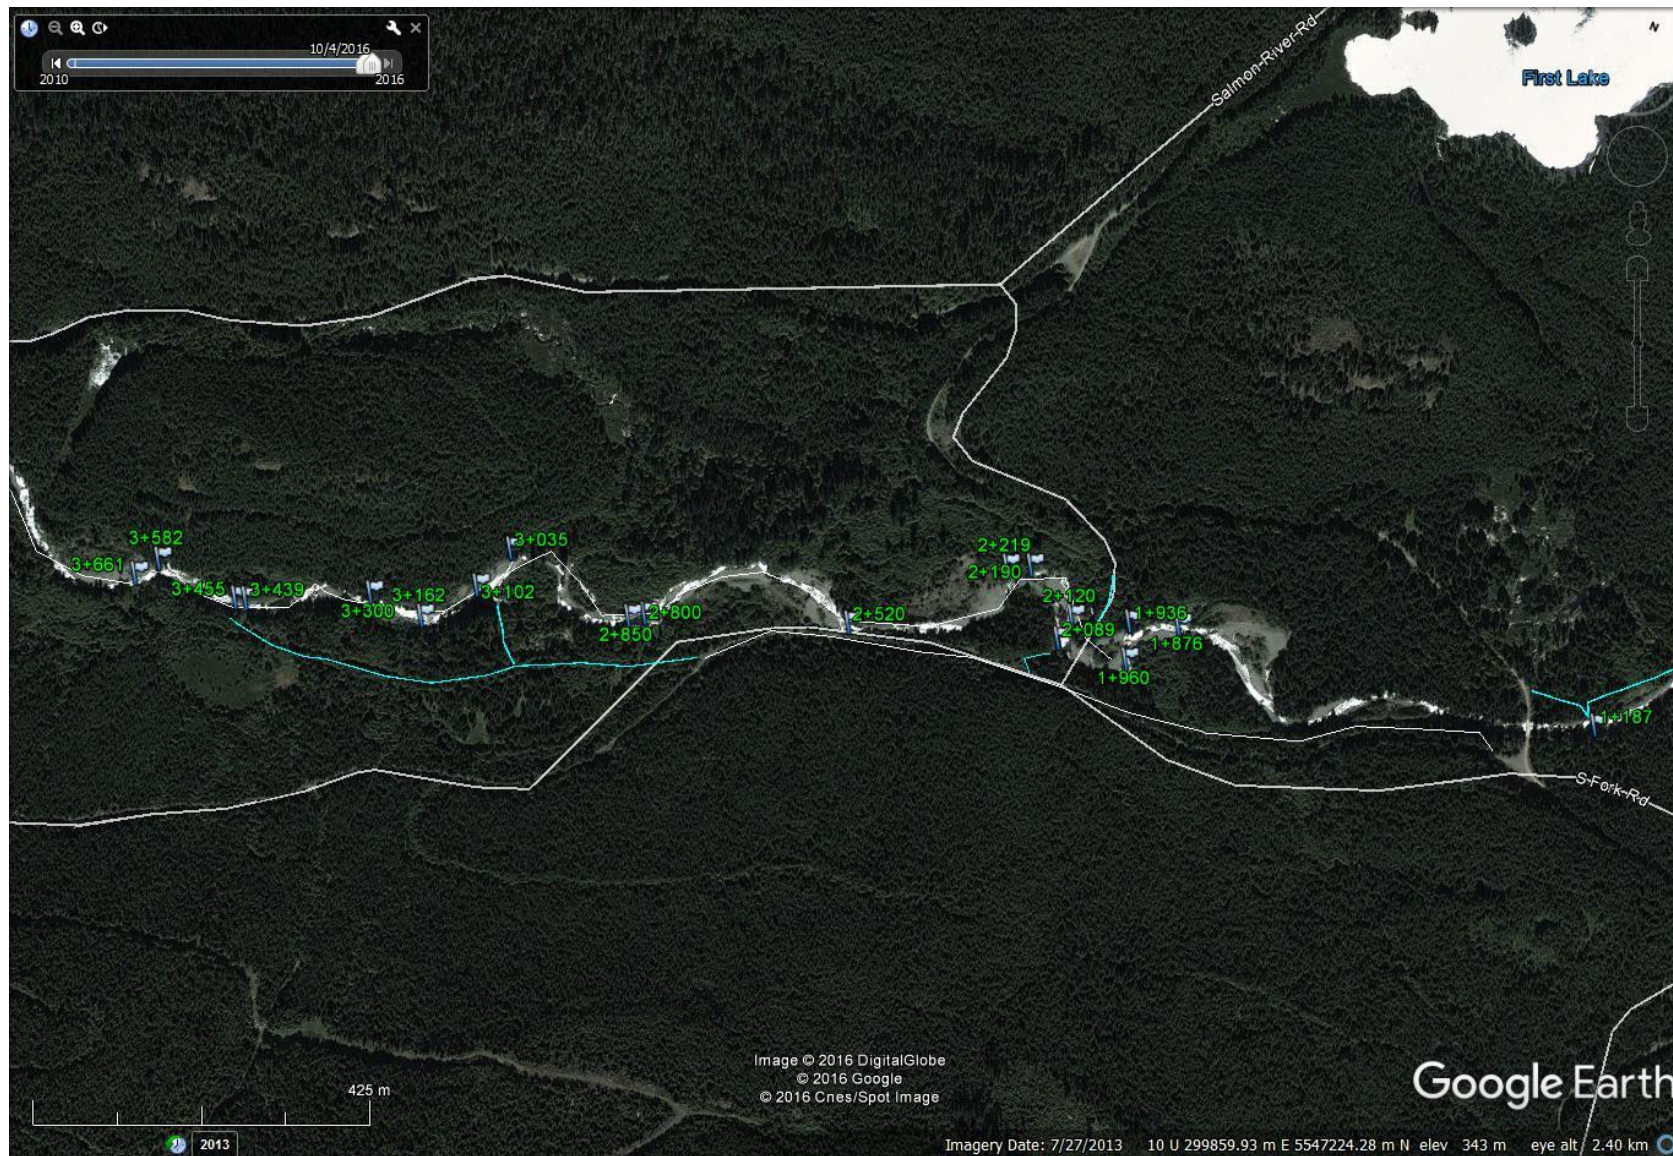 10/4/2016
2010
2016
Salmon-River-Rd
First Lake
N
3+582
3+661
3+455
3+439
3+300
3+162
3+035
3+102
2+850
2+800
2+520
2+219
2+190
2+120
2+089
1+936
1+876
1+960
1+187
S-Fork-Rd
Image © 2016 DigitalGlobe
© 2016 Google
© 2016 Cnes/Spot Image
425 m
Google Earth
2013
Imagery Date: 7/27/2013 10 U 299859.93 m E 5547224.28 m N elev 343 m eye alt 2.40 km